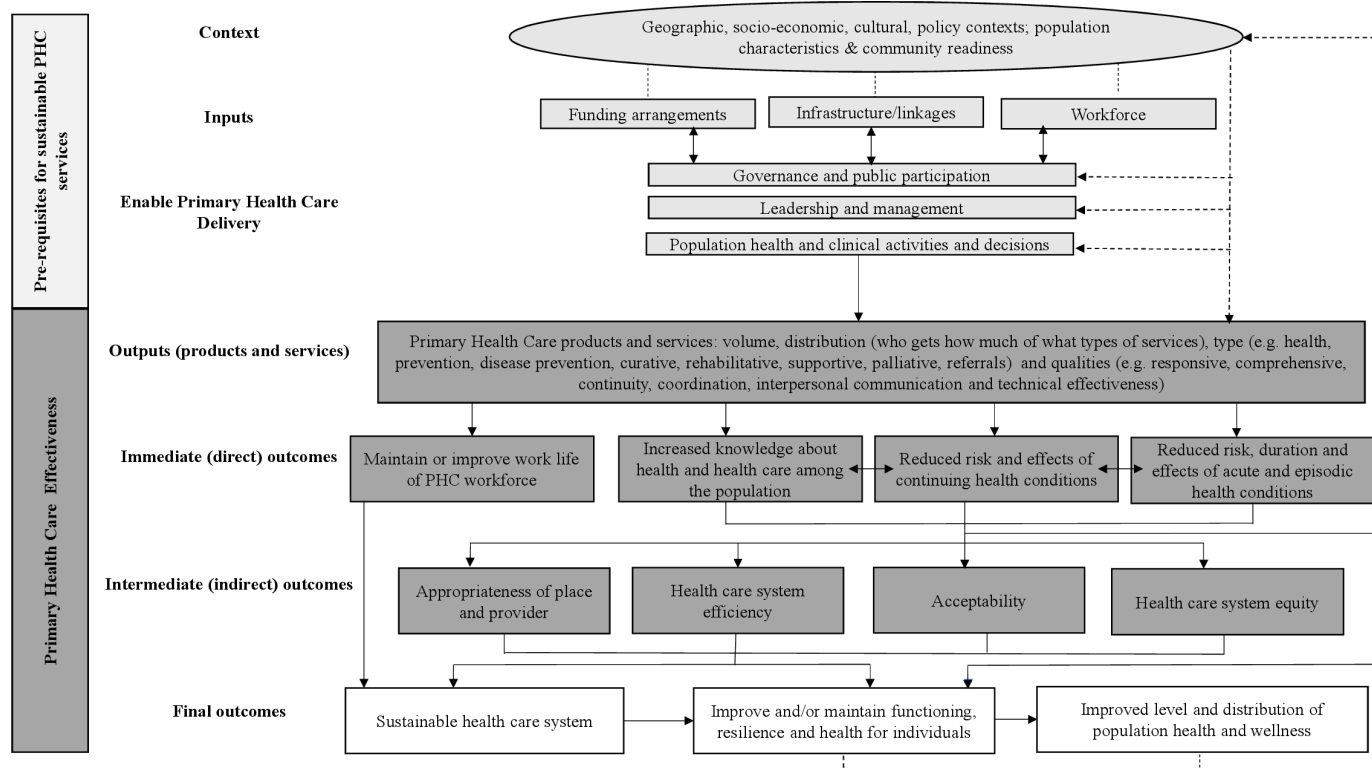 Pre-requisites for sustainable PHC
services
Context
Geographic, socio-economic, cultural, policy contexts; population
characteristics & community readiness
Inputs
Funding arrangements
Infrastructure/linkages
Workforce
Enable Primary Health Care
Delivery
Governance and public participation
Leadership and management
Population health and clinical activities and decisions
Primary Health Care  Effectiveness
Outputs (products and services)
Primary Health Care products and services: volume, distribution (who gets how much of what types of services), type (e.g. health,
prevention, disease prevention, curative, rehabilitative, supportive, palliative, referrals)  and qualities (e.g. responsive, comprehensive,
continuity, coordination, interpersonal communication and technical effectiveness)
Immediate (direct) outcomes
Maintain or improve work life
of PHC workforce
Increased knowledge about
health and health care among
the population
Reduced risk and effects of
continuing health conditions
Reduced risk, duration and
effects of acute and episodic
health conditions
Intermediate (indirect) outcomes
Appropriateness of place
and provider
Health care system
efficiency
Acceptability
Health care system equity
Final outcomes
Sustainable health care system
Improve and/or maintain functioning,
resilience and health for individuals
Improved level and distribution of
population health and wellness